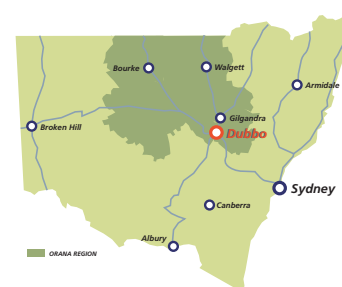 Bourke
Walgett
Armidale
Gilgandra
Broken Hill
Dubbo
Sydney
Canberra
Albury
ORANA REGION